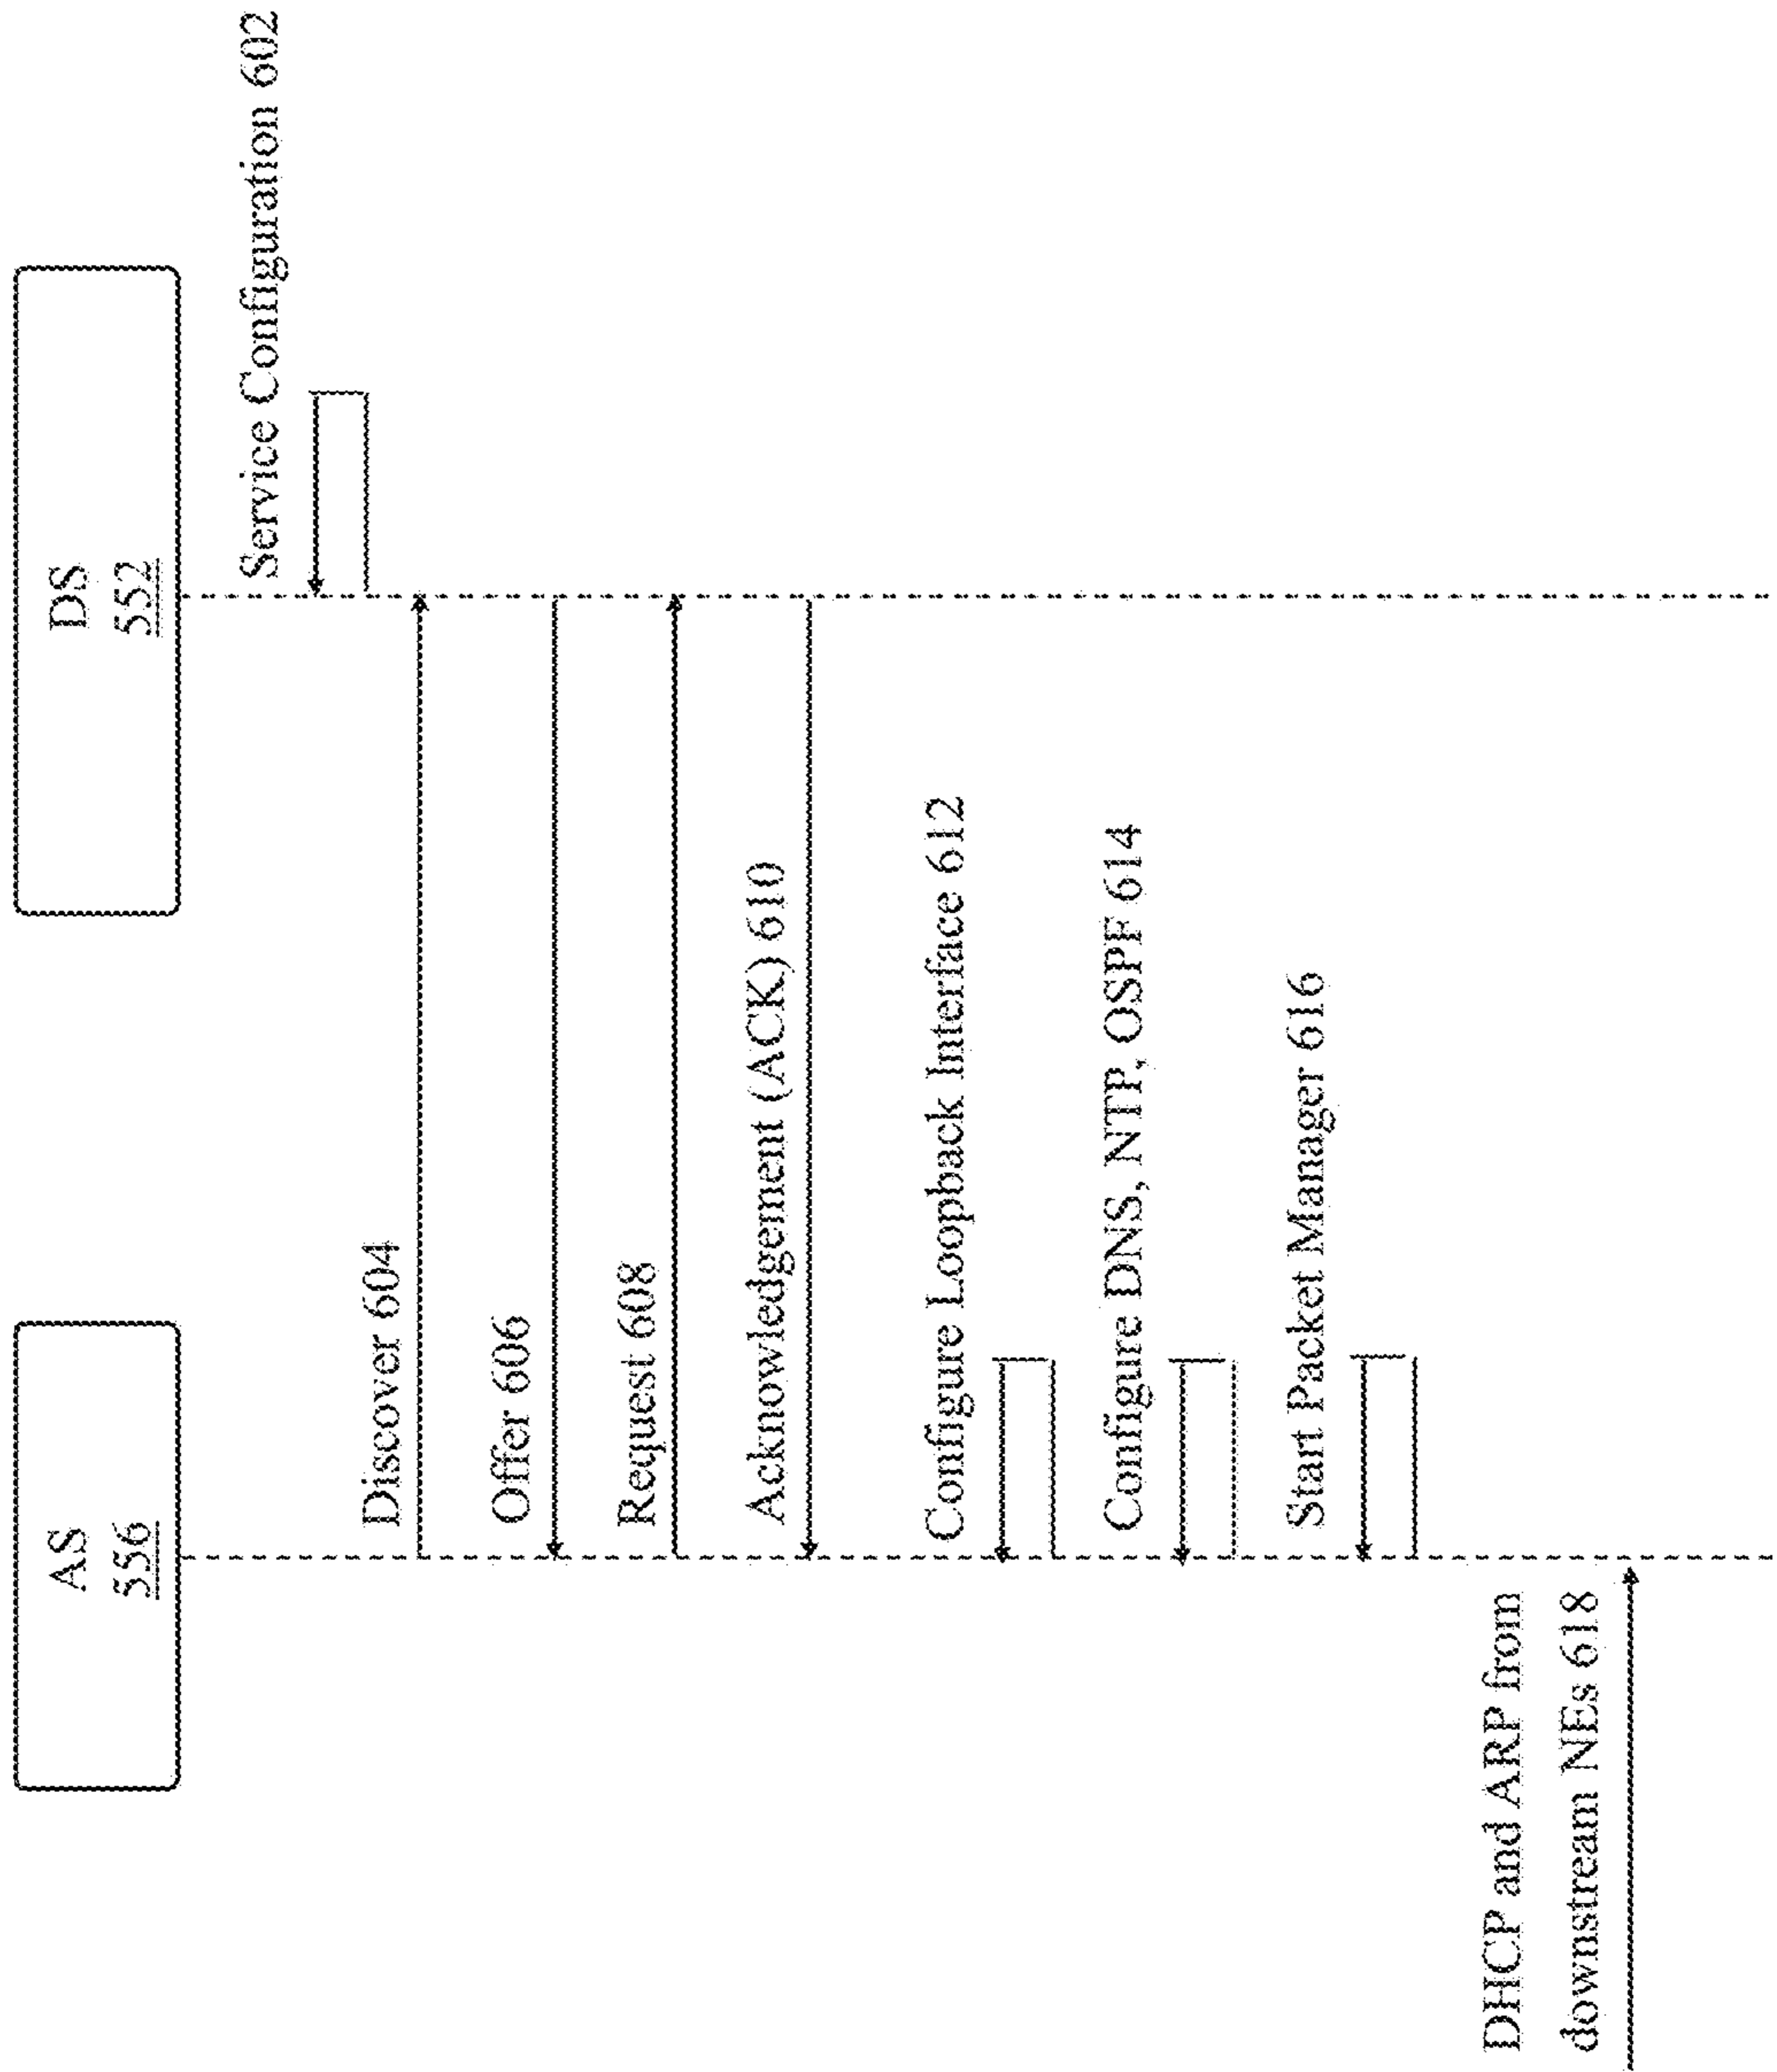 AS
556
DS
552
Service Configuration 602
Discover 604
Offer 606
Request 608
Acknowledgement (ACK) 610
Configure Loopback Interface 612
Configure DNS, NTP, OSPF 614
Start Packet Manager 616
DHCP and ARP from
downstream NEs 618